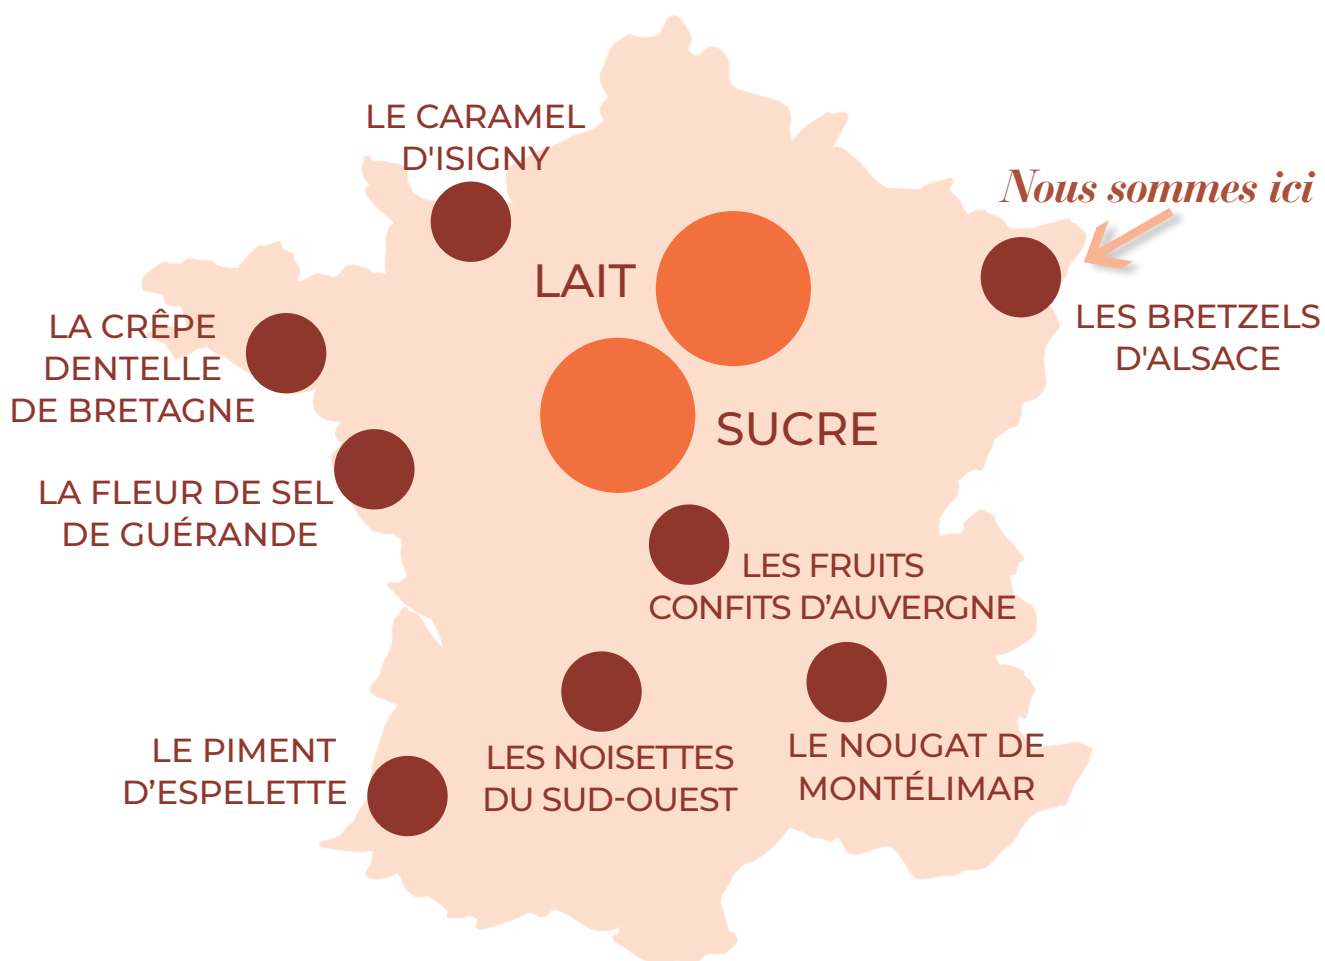 LE CARAMEL
D'ISIGNY
Nous sommes ici
LAIT
LES BRETZELS
D'ALSACE
LA CRÊPE
DENTELLE
DE BRETAGNE
SUCRE
LA FLEUR DE SEL
DE GUÉRANDE
LES FRUITS
CONFITS D’AUVERGNE
LE PIMENT
D’ESPELETTE
LES NOISETTES
DU SUD-OUEST
LE NOUGAT DE
MONTÉLIMAR